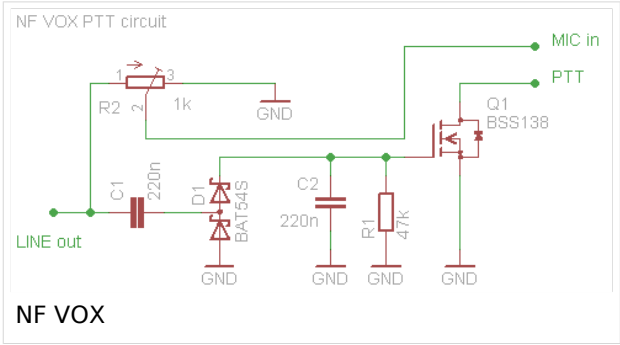 NF VOX PTT circuit
MIC in
PTT
1
3
R2
2
1k
GND
Q1
BSS138
C1
220n
D1
BAT54S
C2
220n
R1
47k
LINE out
GND
GND
GND
GND
NF VOX